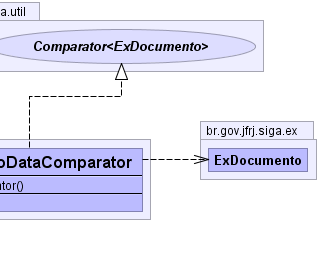 a.util
Comparator<ExDocumento>
br.gov.jfrj.siga.ex
oDataComparator
ExDocumento
ator()